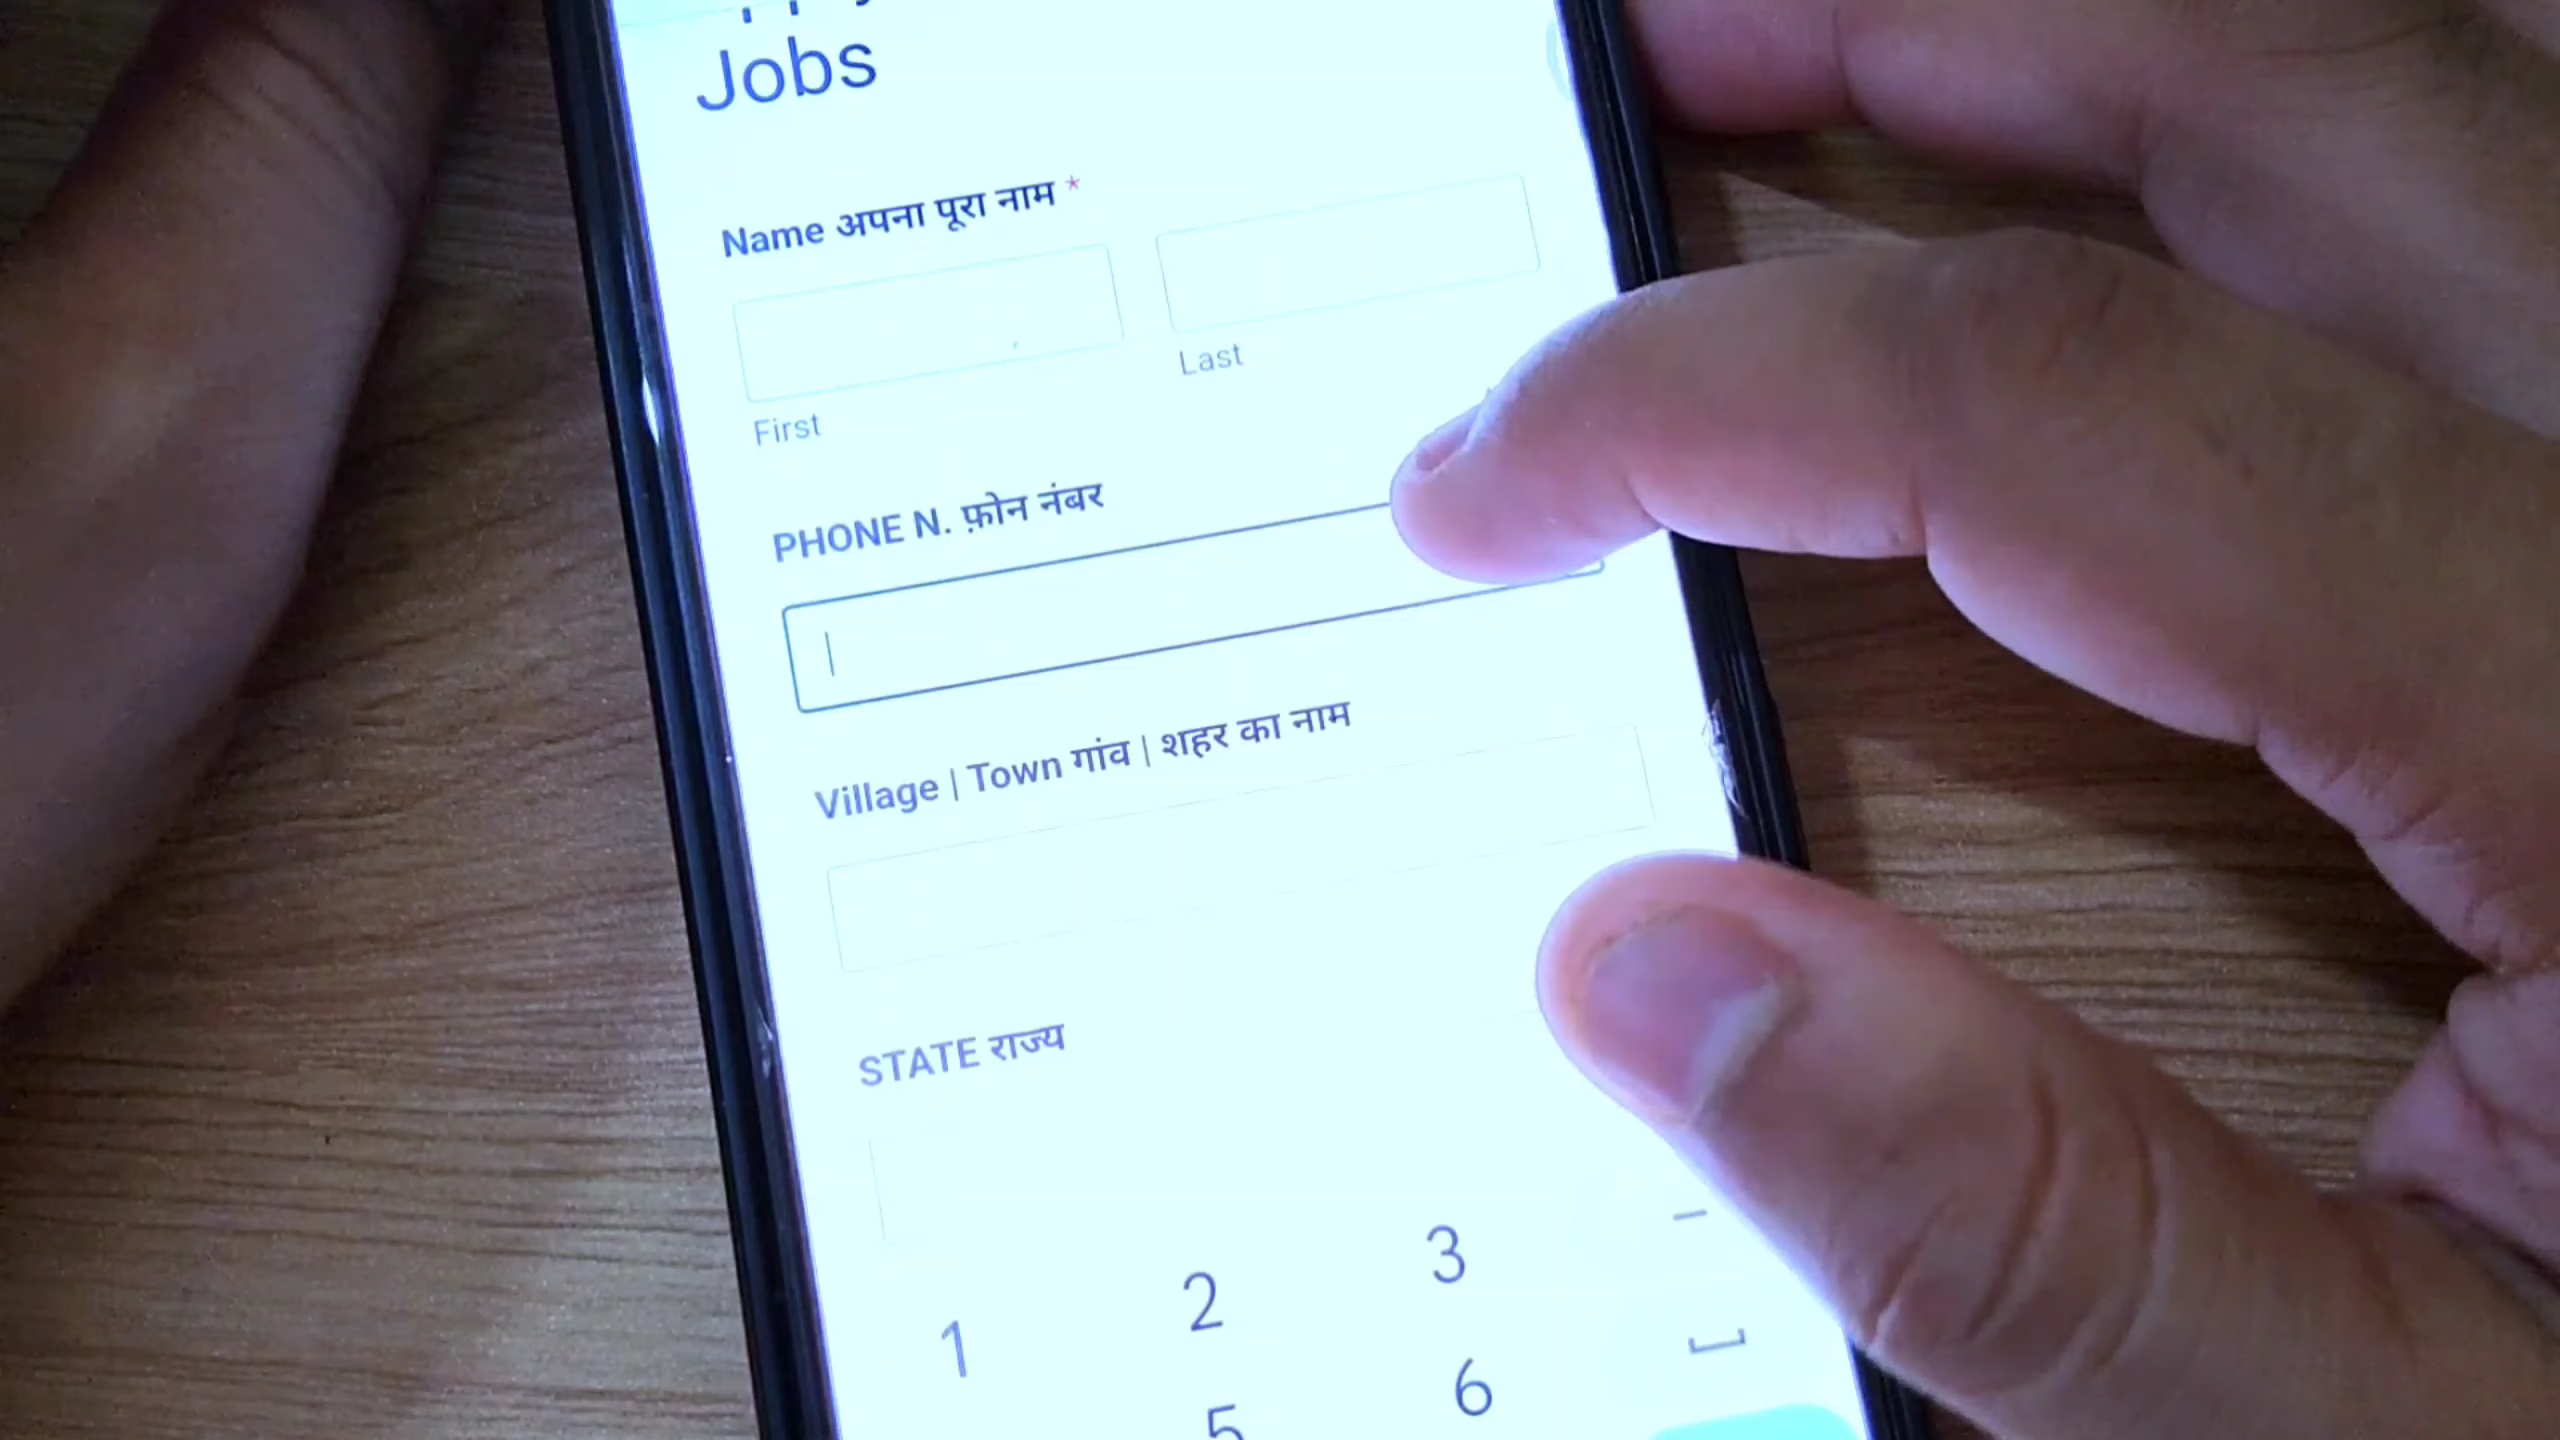 Jobs
Name अपना पूरा नाम *
First
Last
PHONE N. फ़ोन नंबर
Village | Town गांव | शहर का नाम
STATE राज्य
1 2 3 -
5 6